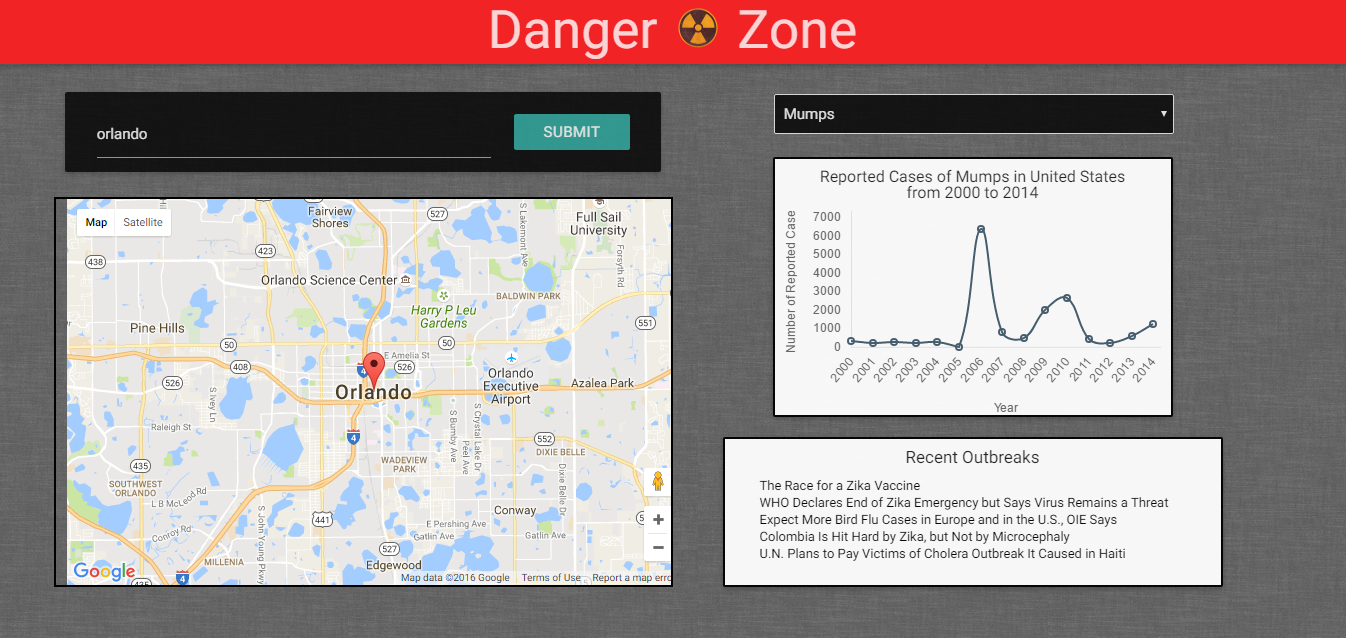 Danger Zone
orlando
SUBMIT
Mumps
Map Satellite
Fairview
Shores
527
S Lakemont Ave
Full Sail
University
Forsyth Rd
423
438
Orlando Science Center
BALDWIN PARK
Harry P Leu
Gardens
551
Pine Hills
50
50
E Amelia St
408
4
526
526
Orlando
Orlando
Executive
Airport
Azalea Park
S Ivey Ln
Raleigh St
S Bumby Ave
S Crystal Lake Dr
Peel Ave
4
552
DIXIE BELLE
WADEVIEW
PARK
435
Dixie Belle Dr
SOUTHWEST
ORLANDO
L B McLeod Rd
Conway
441
S John Young Pkwy
Conroy Rd
E Pershing Ave
Gatlin Ave
Gatlin Ave
527
MILLENIA
Edgewood
Google
435
4
Map data ©2016 Google
Terms of Use
Report a map erro
Reported Cases of Mumps in United States
from 2000 to 2014
Number of Reported Case
7000
6000
5000
4000
3000
2000
1000
0
2000 2001 2002 2003 2004 2005 2006 2007 2008 2009 2010 2011 2012 2013 2014
Year
Recent Outbreaks
The Race for a Zika Vaccine
WHO Declares End of Zika Emergency but Says Virus Remains a Threat
Expect More Bird Flu Cases in Europe and in the U.S., OIE Says
Colombia Is Hit Hard by Zika, but Not by Microcephaly
U.N. Plans to Pay Victims of Cholera Outbreak It Caused in Haiti